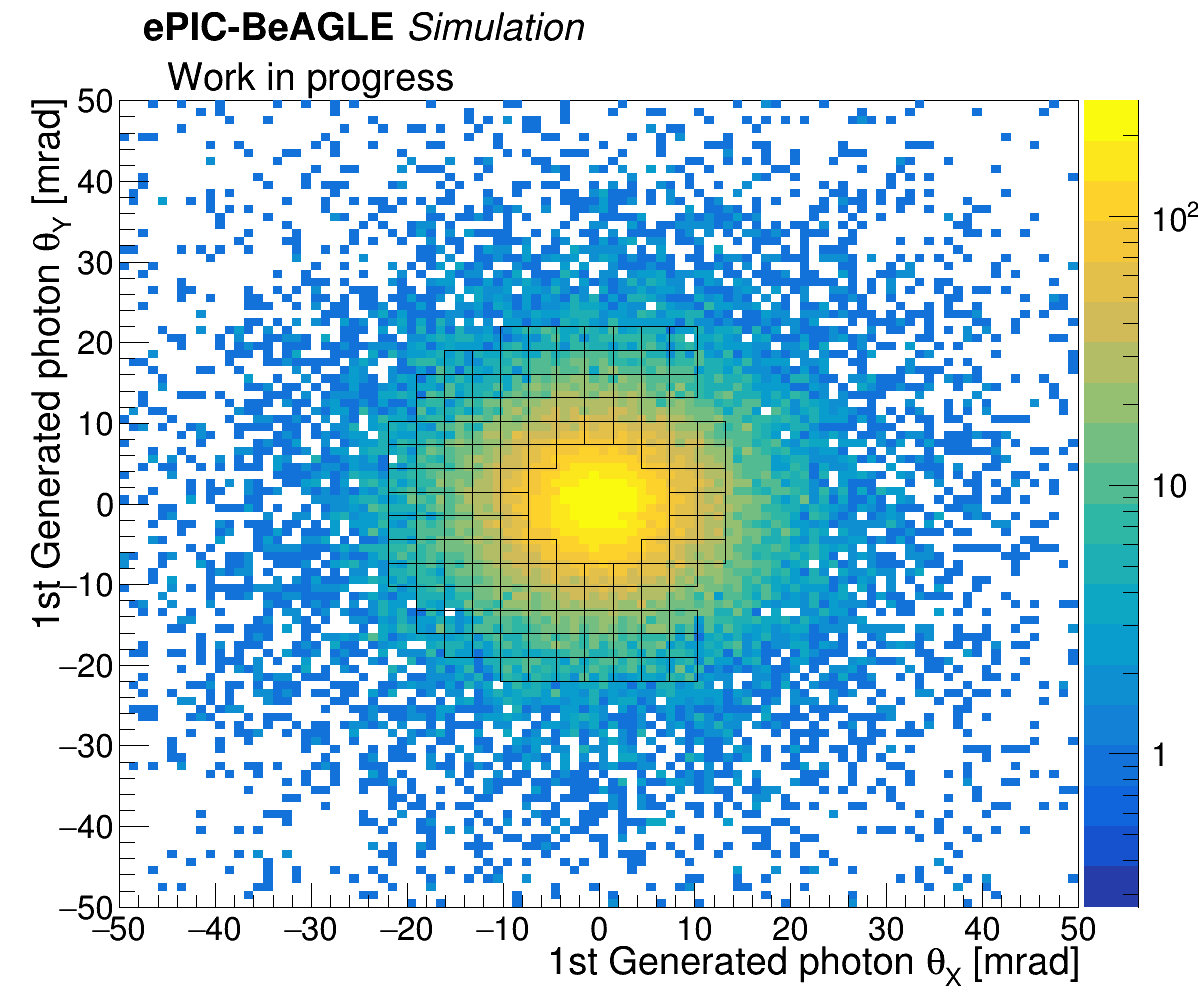 ePIC-BeAGLE Simulation
Work in progress
1st Generated photon θY [mrad]
50
40
30
20
10
0
−10
−20
−30
−40
−50
−50 −40 −30 −20 −10 0 10 20 30 40 50
1st Generated photon θX [mrad]
10²
10
1